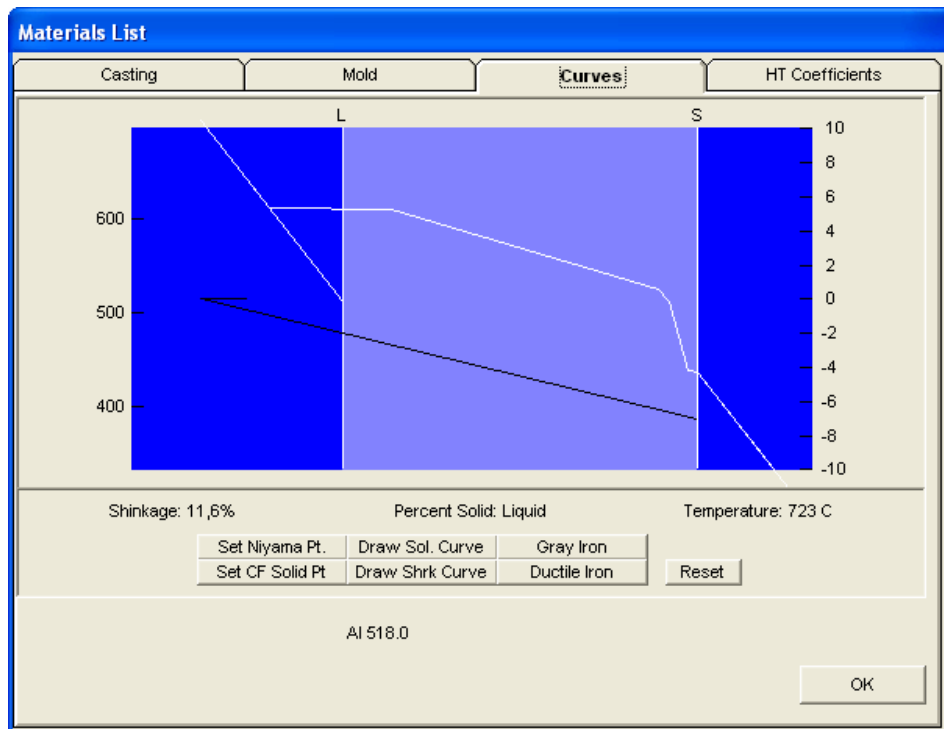 Materials List
Casting Mold Curves HT Coefficients
L S
10
8
600 6
4
2
500 0
-2
-4
400 -6
-8
-10
Shinkage: 11,6% Percent Solid: Liquid Temperature: 723 C
Set Niyama Pt. Draw Sol. Curve Gray Iron
Set CF Solid Pt Draw Shrk Curve Ductile Iron Reset
Al 518.0
OK